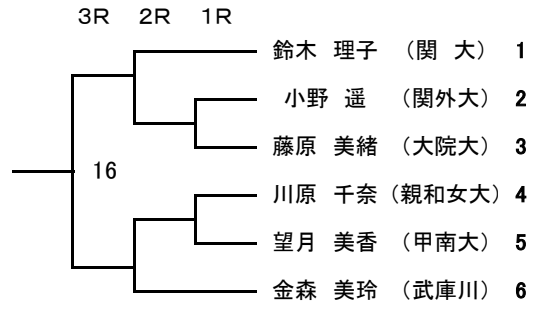 3R 2R 1R
鈴木 理子 （関 大） 1
小野 遥 （関外大） 2
藤原 美緒 （大院大） 3
16
川原 千奈（親和女大） 4
望月 美香 （甲南大） 5
金森 美玲 （武庫川） 6